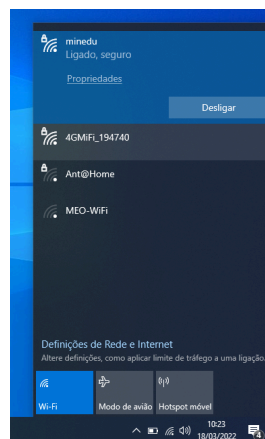 minedu
Ligado, seguro
Propriedades
Desligar
4GMiFi_194740
Ant@Home
MEO-WiFi
Definições de Rede e Internet
Altere definições, como aplicar limite de tráfego a uma ligação
Wi-Fi
Modo de avião
Hotspot móvel
10:23
18/03/2022